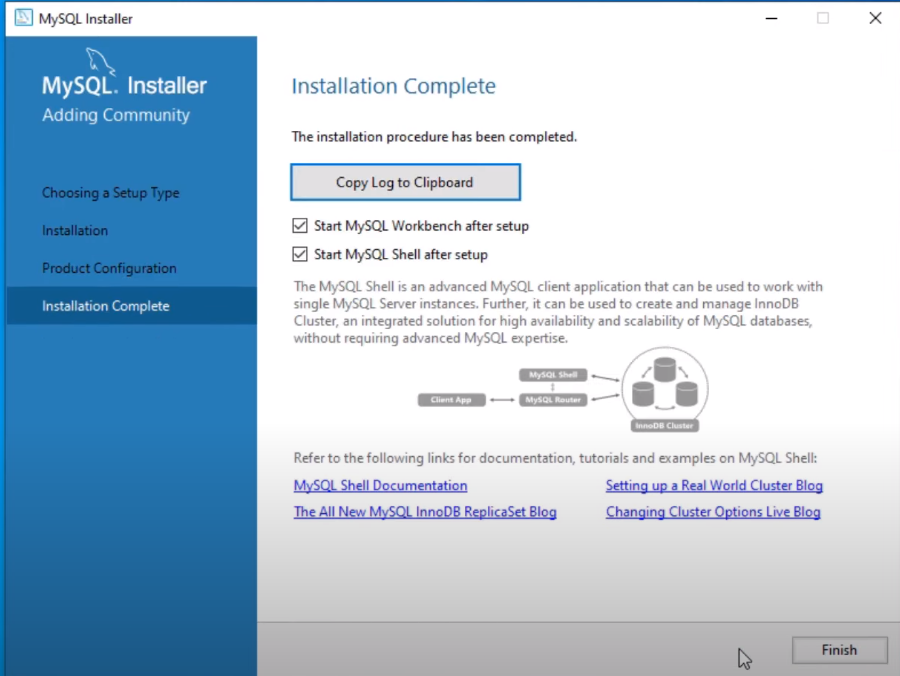 MySQL Installer
MySQL. Installer
Adding Community
Choosing a Setup Type
Installation
Product Configuration
Installation Complete
Installation Complete
The installation procedure has been completed.
Copy Log to Clipboard
Start MySQL Workbench after setup
Start MySQL Shell after setup
The MySQL Shell is an advanced MySQL client application that can be used to work with
single MySQL Server instances. Further, it can be used to create and manage InnoDB
Cluster, an integrated solution for high availability and scalability of MySQL databases,
without requiring advanced MySQL expertise.
MySQL Shell
Client App
MySQL Router
InnoDB Cluster
Refer to the following links for documentation, tutorials and examples on MySQL Shell:
MySQL Shell Documentation
Setting up a Real World Cluster Blog
The All New MySQL InnoDB ReplicaSet Blog
Changing Cluster Options Live Blog
Finish